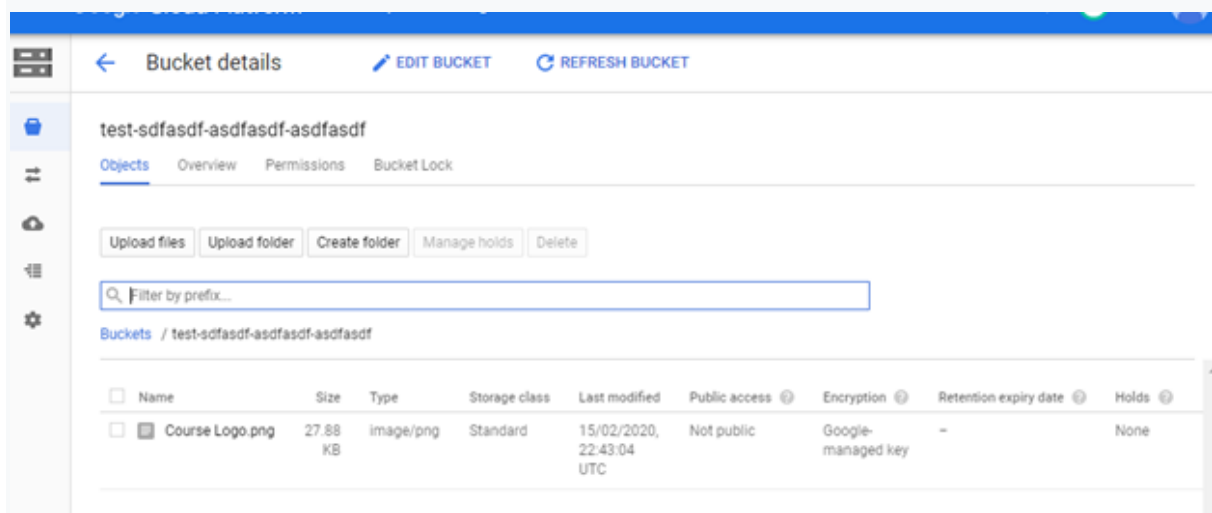 Bucket details EDIT BUCKET REFRESH BUCKET
test-sdfasdf-asdfasdf-asdfasdf
Objects Overview Permissions Bucket Lock
Upload files Upload folder Create folder Manage holds Delete
Filter by prefix...
Buckets / test-sdfasdf-asdfasdf-asdfasdf
Name Size Type Storage class Last modified Public access Encryption Retention expiry date Holds
Course Logo.png 27.88 image/png Standard 15/02/2020, Not public Google- – None
KB 22:43:04 managed key
UTC